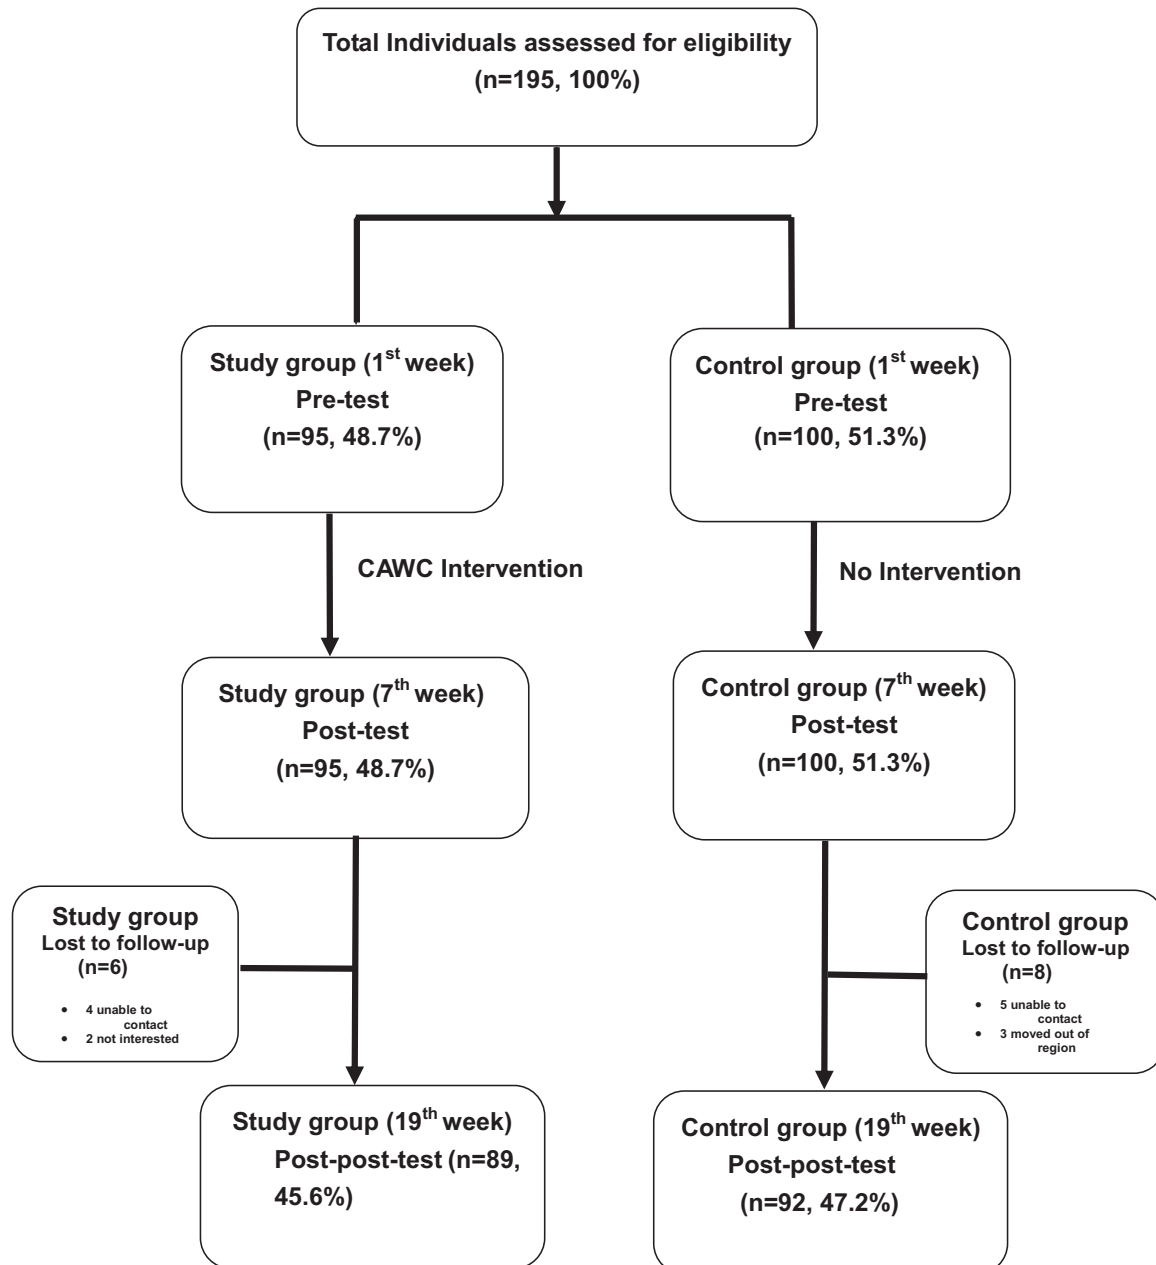 Total Individuals assessed for eligibility
(n=195, 100%)
Study group (1st week)
Pre-test
(n=95, 48.7%)
Control group (1st week)
Pre-test
(n=100, 51.3%)
CAWC Intervention
No Intervention
Study group (7th week)
Post-test
(n=95, 48.7%)
Control group (7th week)
Post-test
(n=100, 51.3%)
Study group
Lost to follow-up
(n=6)
• 4 unable to
contact
• 2 not interested
Control group
Lost to follow-up
(n=8)
• 5 unable to
contact
• 3 moved out of
region
Study group (19th week)
Post-post-test (n=89,
45.6%)
Control group (19th week)
Post-post-test
(n=92, 47.2%)